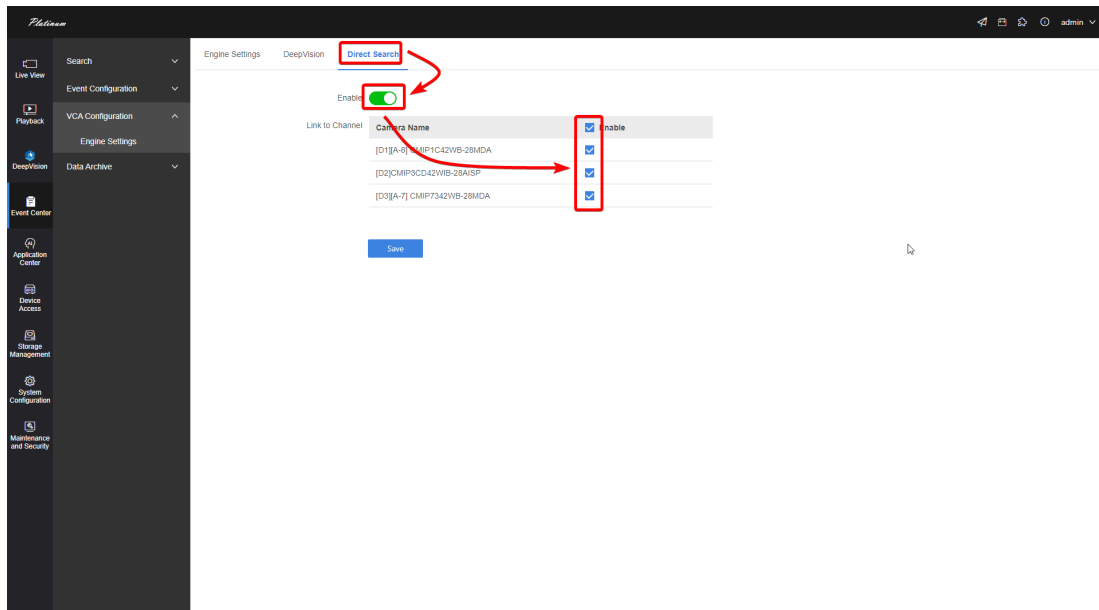 Platinum
admin
Live View
Playback
DeepVision
Event Center
Application
Center
Device
Access
Storage
Management
System
Configuration
Maintenance
and Security
Search
Event Configuration
VCA Configuration
Engine Settings
Data Archive
Engine Settings DeepVision Direct Search
Enable
Link to Channel
Camera Name Enable
[D1][A-8] CMIP1C42WB-28MDA
[D2]CMIP3CD42WIB-28AISP
[D3][A-7] CMIP7342WB-28MDA
Save